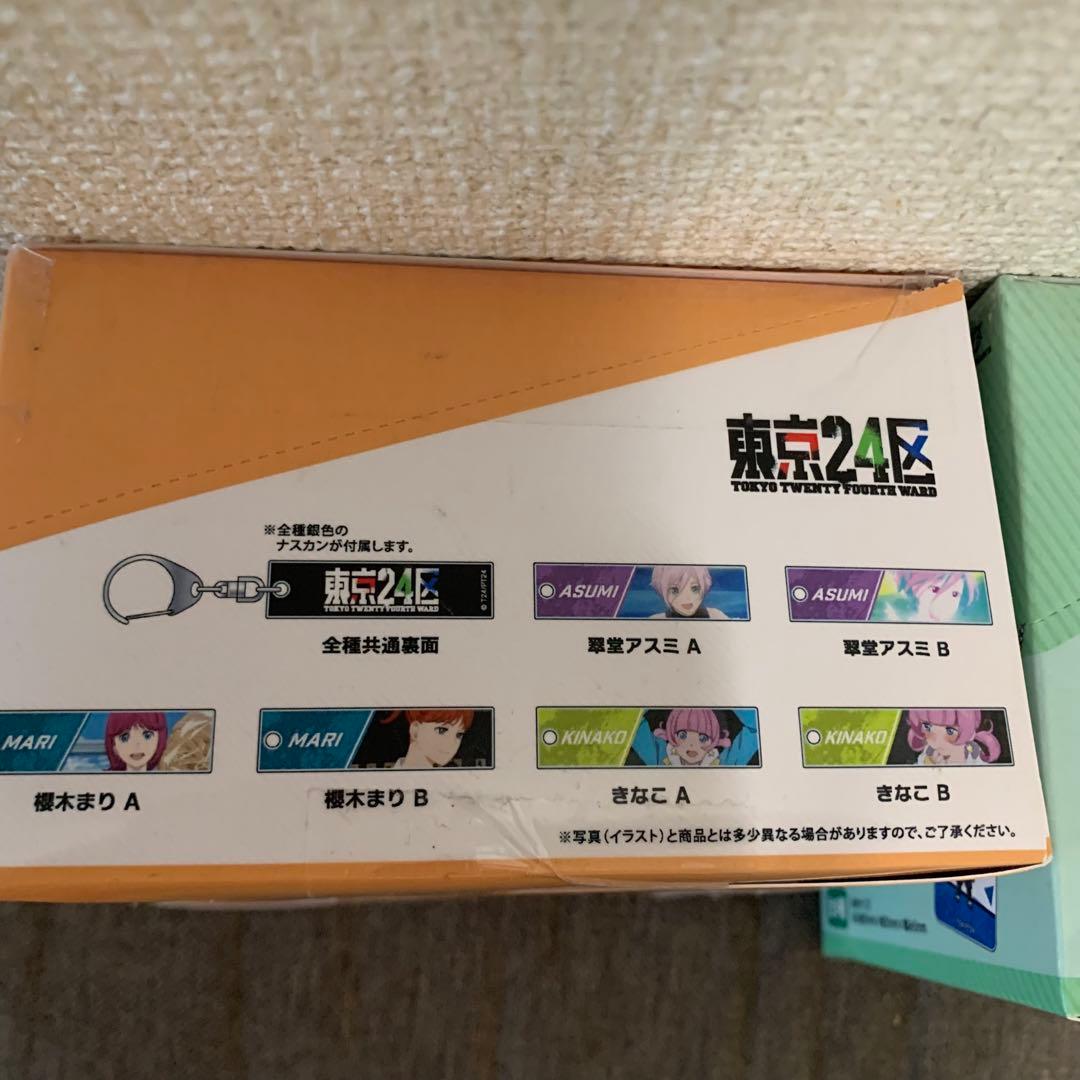 東京24区
TOKYO TWENTY FOURTH WARD
※全種銀色の
ナスカンが付属します。
東京24区
TOKYO TWENTY FOURTH WARD
© T24/PT24
全種共通裏面
ASUMI
翠堂アスミ A
ASUMI
翠堂アスミ B
MARI
櫻木まり A
MARI
櫻木まり B
KINAKO
きなこ A
KINAKO
きなこ B
※写真(イラスト)と商品とは多少異なる場合がありますので、ご了承ください。